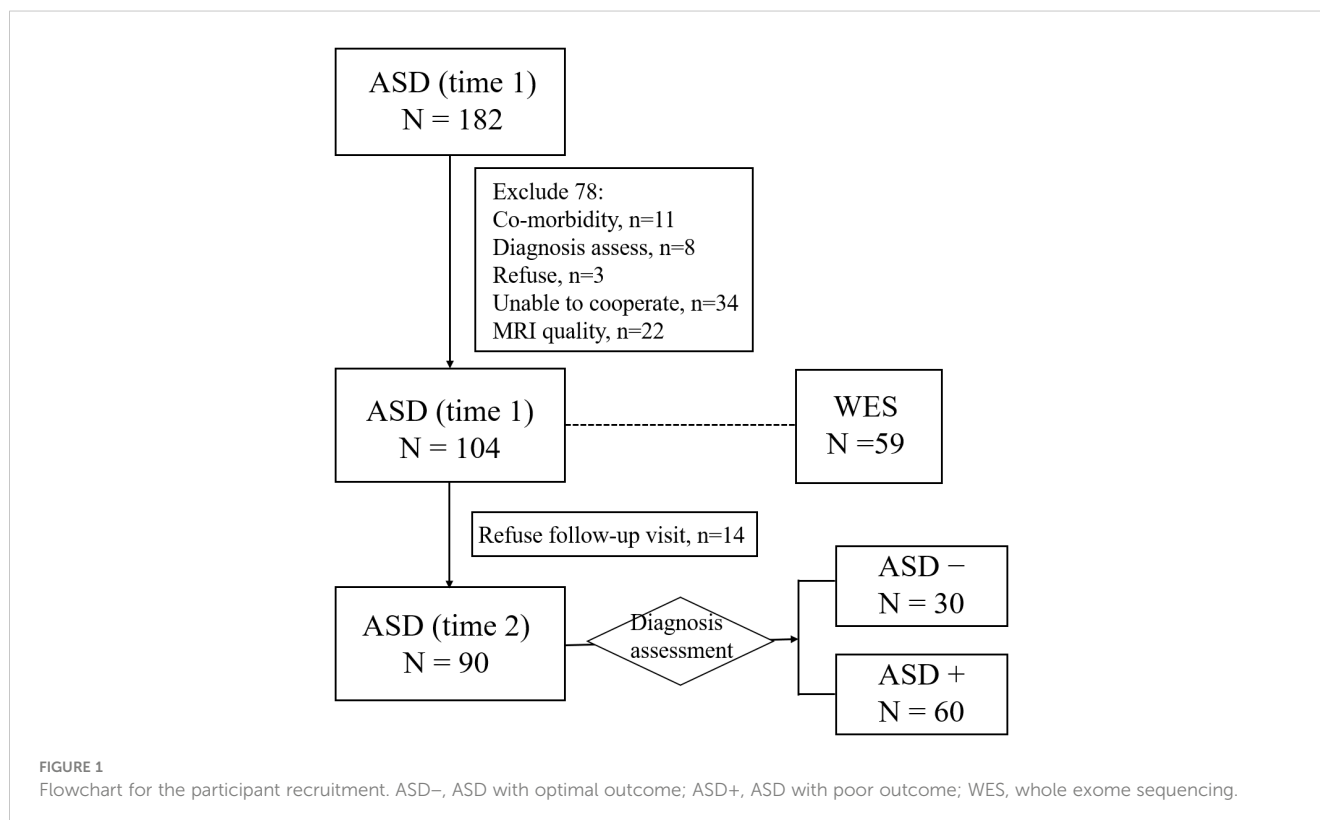 ASD (time 1)
N = 182
Exclude 78:
Co-morbidity, n=11
Diagnosis assess, n=8
Refuse, n=3
Unable to cooperate, n=34
MRI quality, n=22
ASD (time 1)
N = 104
WES
N =59
Refuse follow-up visit, n=14
ASD (time 2)
N = 90
Diagnosis
assessment
ASD −
N = 30
ASD +
N = 60
FIGURE 1
Flowchart for the participant recruitment. ASD–, ASD with optimal outcome; ASD+, ASD with poor outcome; WES, whole exome sequencing.